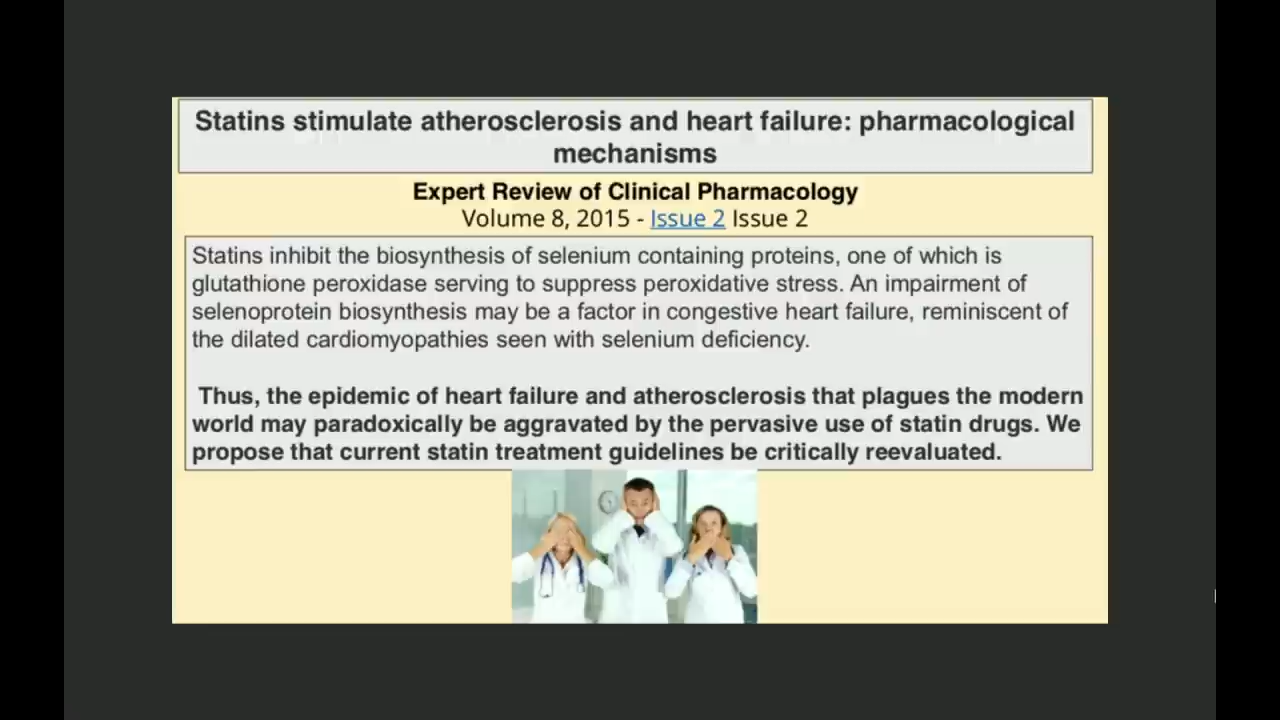 Statins stimulate atherosclerosis and heart failure: pharmacological
mechanisms
Expert Review of Clinical Pharmacology
Volume 8, 2015 - Issue 2 Issue 2
Statins inhibit the biosynthesis of selenium containing proteins, one of which is
glutathione peroxidase serving to suppress peroxidative stress. An impairment of
selenoprotein biosynthesis may be a factor in congestive heart failure, reminiscent of
the dilated cardiomyopathies seen with selenium deficiency.
Thus, the epidemic of heart failure and atherosclerosis that plagues the modern
world may paradoxically be aggravated by the pervasive use of statin drugs. We
propose that current statin treatment guidelines be critically reevaluated.